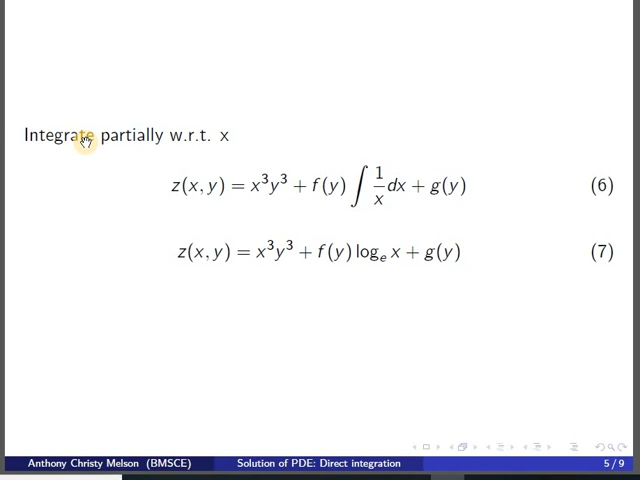 Integrate partially w.r.t. x
z(x, y) = x³y³ + f(y) ∫ 1/x dx + g(y) (6)
z(x, y) = x³y³ + f(y) logₑ x + g(y) (7)
Anthony Christy Melson (BMSCE) Solution of PDE: Direct integration 5 / 9